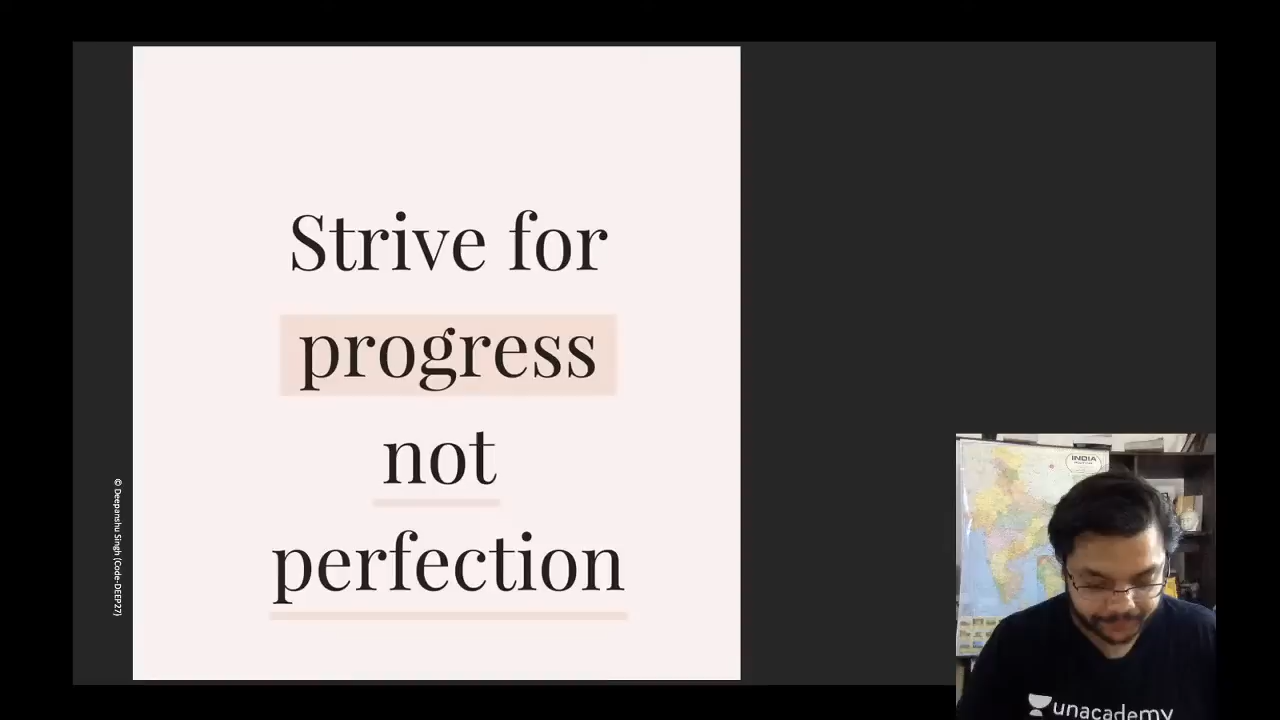 Strive for
progress
not
perfection
© Deepanshu Singh (Code-DEEP27)
INDIA
unacademy